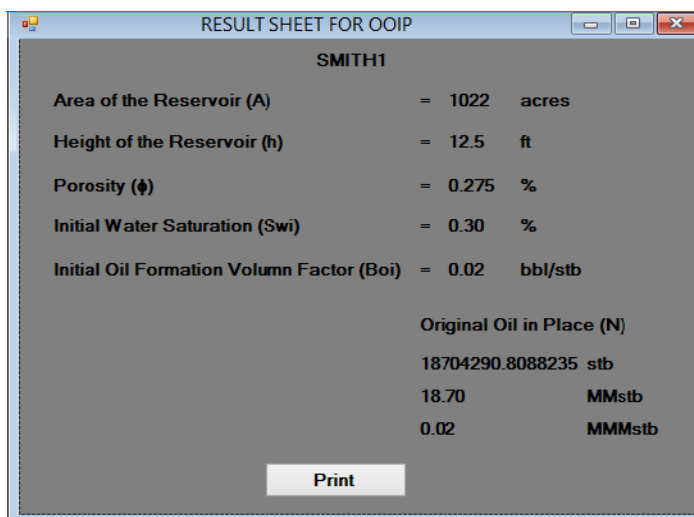 RESULT SHEET FOR OOIP
SMITH1
Area of the Reservoir (A) = 1022 acres
Height of the Reservoir (h) = 12.5 ft
Porosity (ϕ) = 0.275 %
Initial Water Saturation (Swi) = 0.30 %
Initial Oil Formation Volumn Factor (Boi) = 0.02 bbl/stb
Original Oil in Place (N)
18704290.8088235 stb
18.70 MMstb
0.02 MMMstb
Print